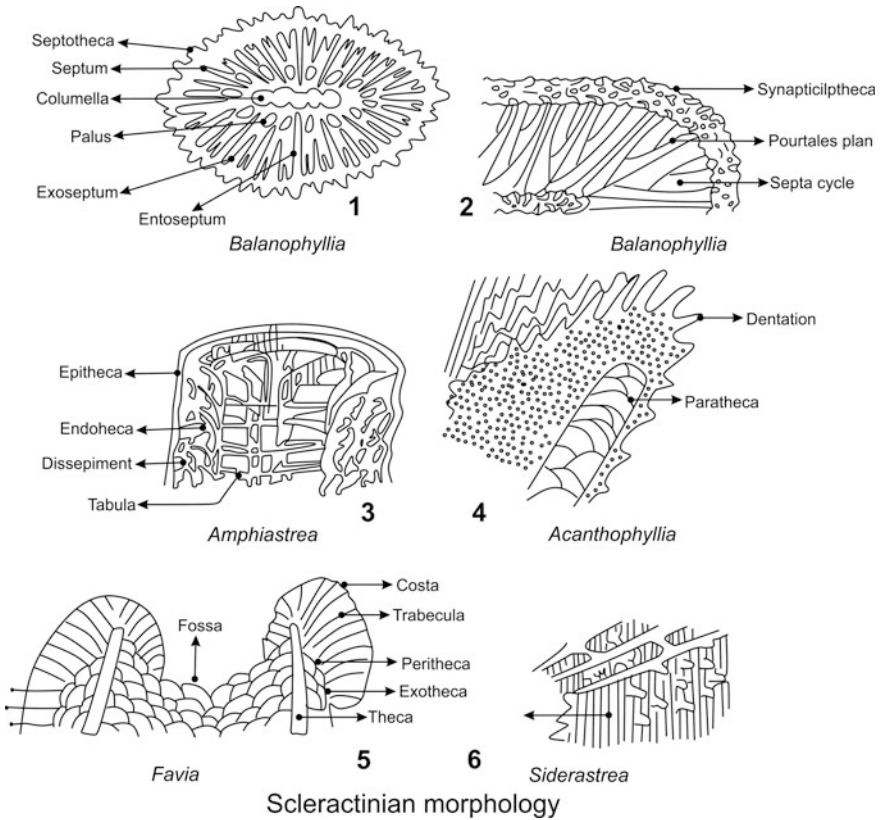 Septotheca
Septum
Columella
Palus
Exoseptum
Entoseptum
1
Balanophyllia
Synapticilptheca
Pourtales plan
Septa cycle
2
Balanophyllia
Epitheca
Endoheca
Dissepiment
Tabula
3
Amphiastrea
Dentation
Paratheca
4
Acanthophyllia
Fossa
Costa
Trabecula
Peritheca
Exotheca
Theca
5
Favia
6
Siderastrea
Scleractinian morphology